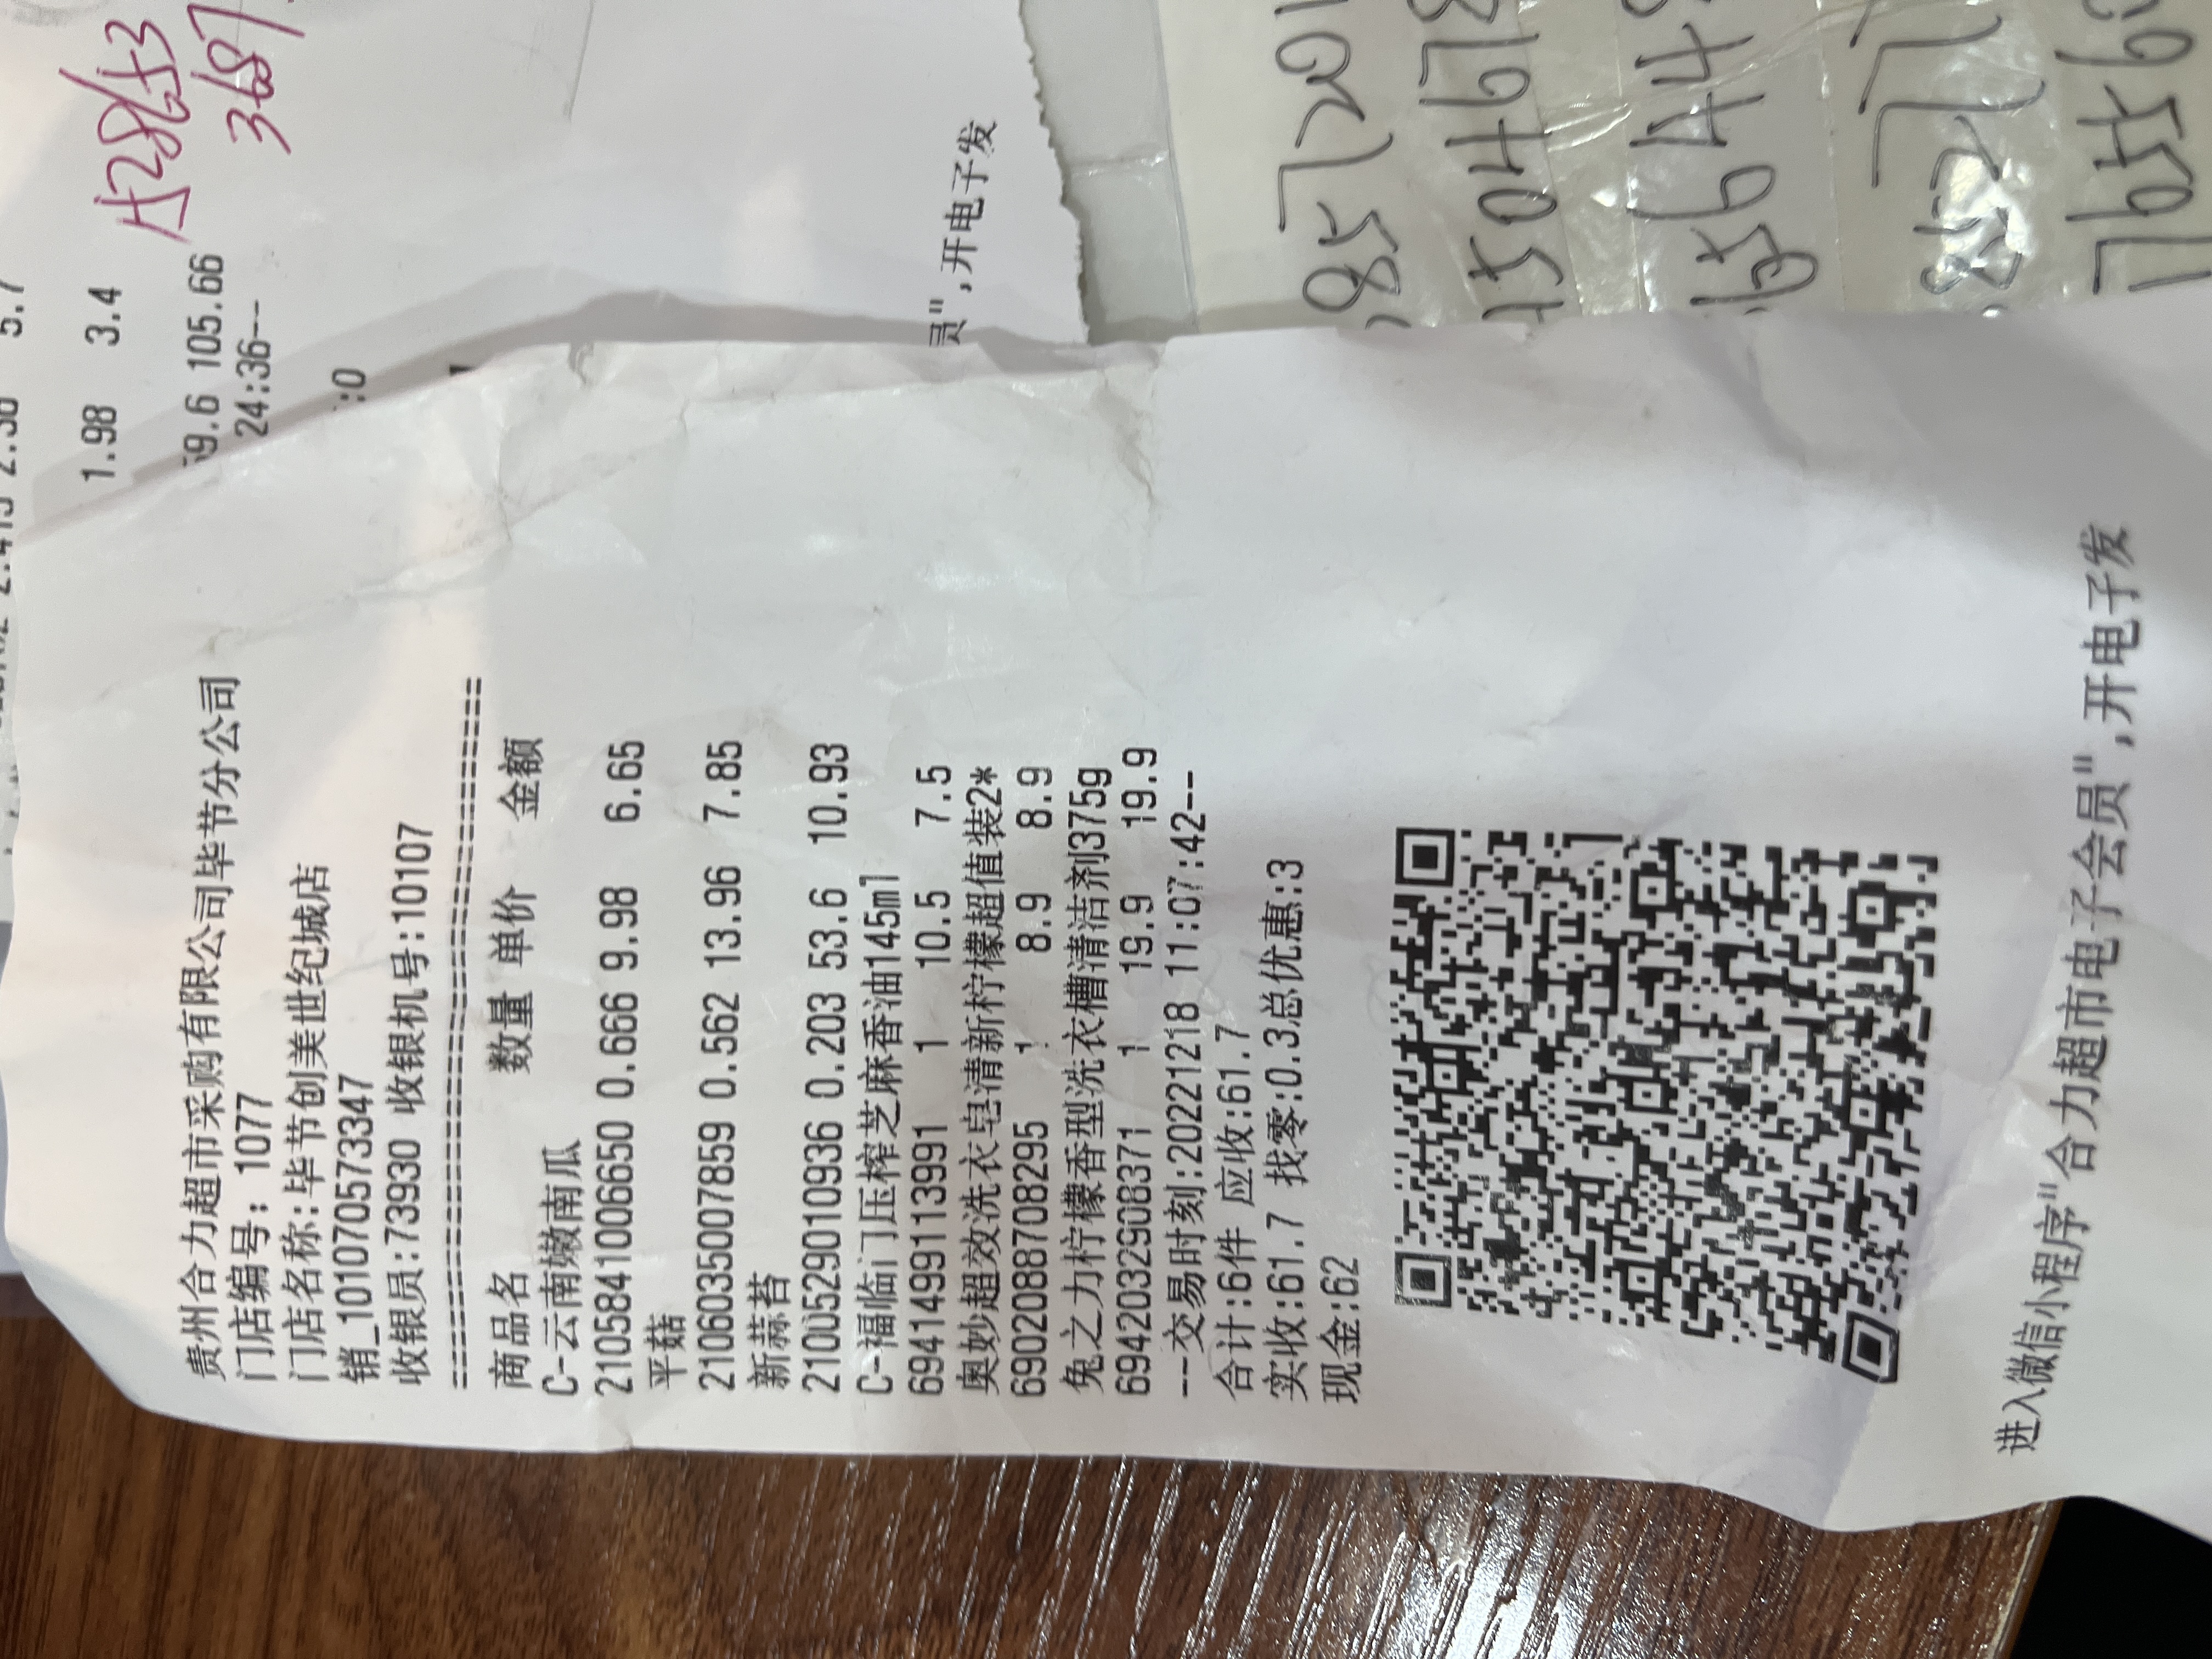 贵州合力超市采购有限公司毕节分公司
门店编号: 1077
门店名称:毕节创美世纪城店
销_1010770573347
收银员:73930 收银机号:10107
商品名 数量 单价 金额
C-云南嫩南瓜
2105841006650 0.666 9.98 6.65
平菇
2106035007859 0.562 13.96 7.85
新蒜苔
2100529010936 0.203 53.6 10.93
C-福临门压榨芝麻香油145ml
6941499113991 1 10.5 7.5
奥妙超效洗衣皂清新柠檬超值装2*
6902088708295 1 8.9 8.9
兔之力柠檬香型洗衣槽清洁剂375g
6942032908371 1 19.9 19.9
--交易时刻:20221218 11:07:42--
合计:6件 应收:61.7
实收:61.7 找零:0.3总优惠:3
现金:62
进入微信小程序"合力超市电子会员",开电子发
1.98 3.4
59.6 105.66
24:36--
:0
员",开电子发
152853
3687